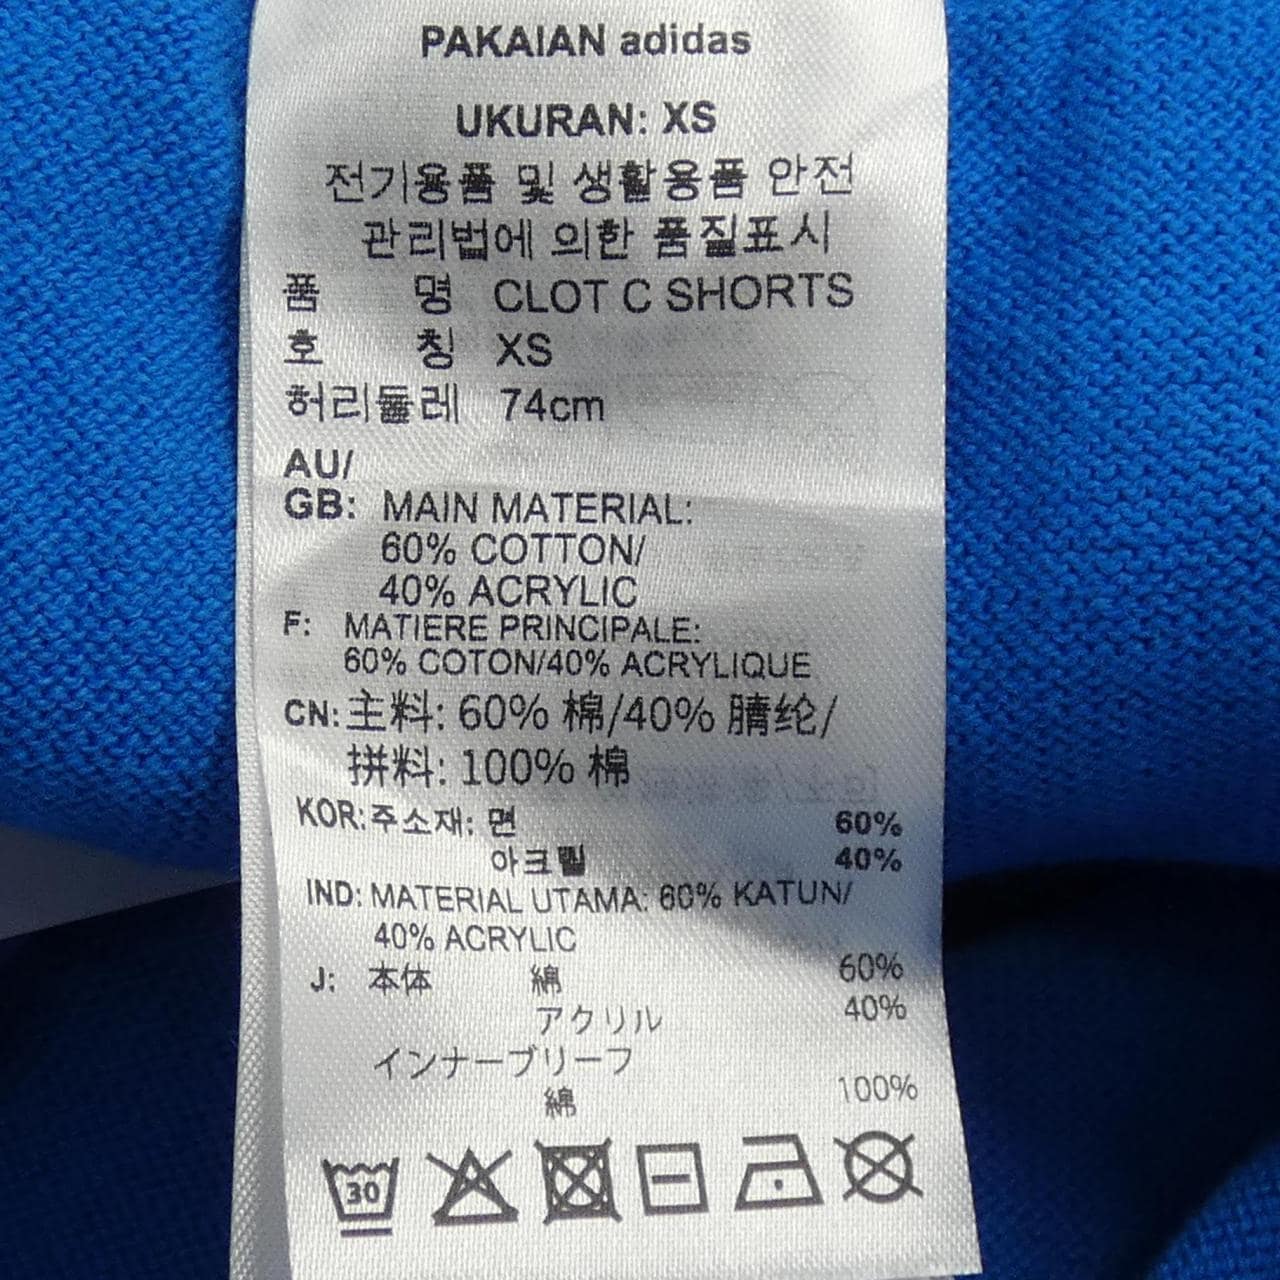 PAKAIAN adidas
UKURAN: XS
전기용품 및 생활용품 안전
관리법에 의한 품질표시
품 명 CLOT C SHORTS
호 칭 XS
허리둘레 74cm
AU/
GB: MAIN MATERIAL:
60% COTTON/
40% ACRYLIC
F: MATIERE PRINCIPALE:
60% COTON/40% ACRYLIQUE
CN: 主料: 60% 棉/40% 腈纶/
拼料: 100% 棉
KOR: 주소재: 면 60%
아크릴 40%
IND: MATERIAL UTAMA: 60% KATUN/
40% ACRYLIC
J: 本体 綿 60%
アクリル 40%
インナーブリーフ
綿 100%
30